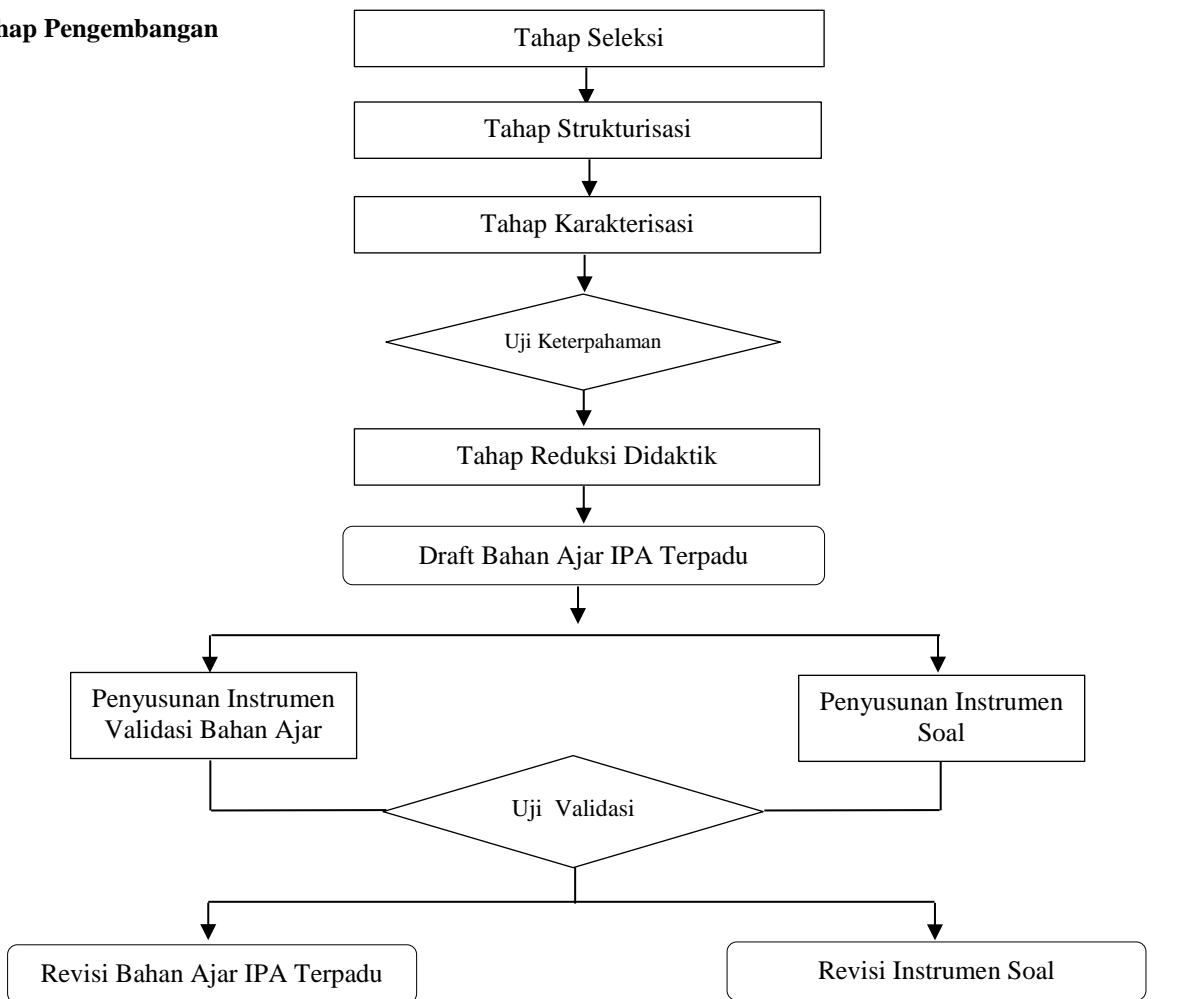 Pengembangan
Tahap Seleksi
Tahap Strukturisasi
Tahap Karakterisasi
Uji Keterpahaman
Tahap Reduksi Didaktik
Draft Bahan Ajar IPA Terpadu
Penyusunan Instrumen
Validasi Bahan Ajar
Penyusunan Instrumen
Soal
Uji Validasi
Revisi Bahan Ajar IPA Terpadu
Revisi Instrumen Soal